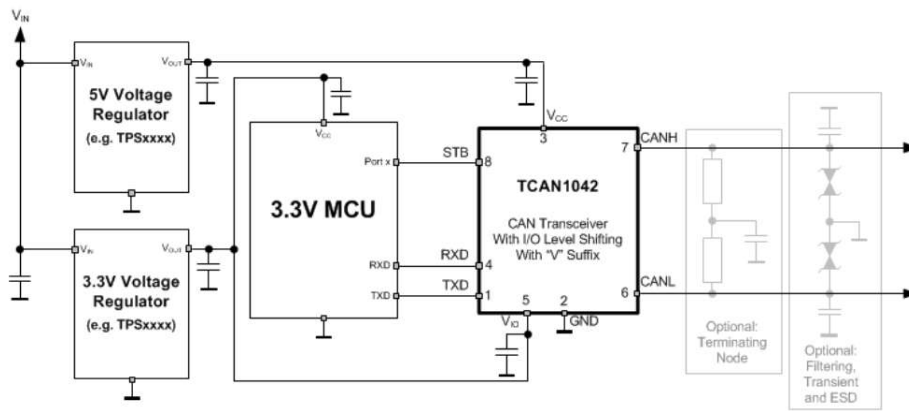 VIN
VIN
VOUT
5V Voltage
Regulator
(e.g. TPSxxxx)
VIN
VOUT
3.3V Voltage
Regulator
(e.g. TPSxxxx)
VCC
Port x
3.3V MCU
RXD
TXD
STB
RXD
TXD
VCC
3
8
7
TCAN1042
CAN Transceiver
With I/O Level Shifting
With "V" Suffix
4
1
5
2
6
VIO
GND
CANH
CANL
Optional:
Terminating
Node
Optional:
Filtering,
Transient
and ESD